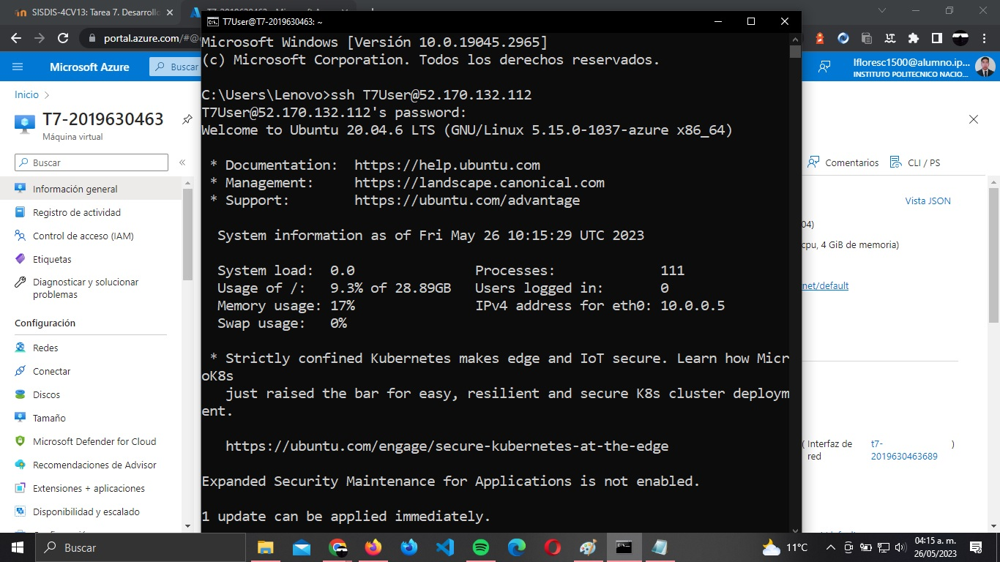 SISDIS-4CV13: Tarea 7. Desarroll
T7User@T7-2019630463: ~
portal.azure.com/#@
Microsoft Azure
Buscar
lfloresc1500@alumno.ip...
INSTITUTO POLITECNICO NACIO...
Inicio
T7-2019630463
Máquina virtual
Buscar
Información general
Registro de actividad
Control de acceso (IAM)
Etiquetas
Diagnosticar y solucionar
problemas
Configuración
Redes
Conectar
Discos
Tamaño
Microsoft Defender for Cloud
Recomendaciones de Advisor
Extensiones + aplicaciones
Disponibilidad y escalado
Microsoft Windows [Versión 10.0.19045.2965]
(c) Microsoft Corporation. Todos los derechos reservados.
C:\Users\Lenovo>ssh T7User@52.170.132.112
T7User@52.170.132.112's password:
Welcome to Ubuntu 20.04.6 LTS (GNU/Linux 5.15.0-1037-azure x86_64)
* Documentation: https://help.ubuntu.com
* Management: https://landscape.canonical.com
* Support: https://ubuntu.com/advantage
System information as of Fri May 26 10:15:29 UTC 2023
System load: 0.0 Processes: 111
Usage of /: 9.3% of 28.89GB Users logged in: 0
Memory usage: 17% IPv4 address for eth0: 10.0.0.5
Swap usage: 0%
* Strictly confined Kubernetes makes edge and IoT secure. Learn how Micr
oK8s
just raised the bar for easy, resilient and secure K8s cluster deploym
ent.
https://ubuntu.com/engage/secure-kubernetes-at-the-edge
Expanded Security Maintenance for Applications is not enabled.
1 update can be applied immediately.
Comentarios
CLI / PS
Vista JSON
04)
cpu, 4 GiB de memoria)
net/default
( Interfaz de t7- )
red 2019630463689
Buscar
11°C
04:15 a. m.
26/05/2023